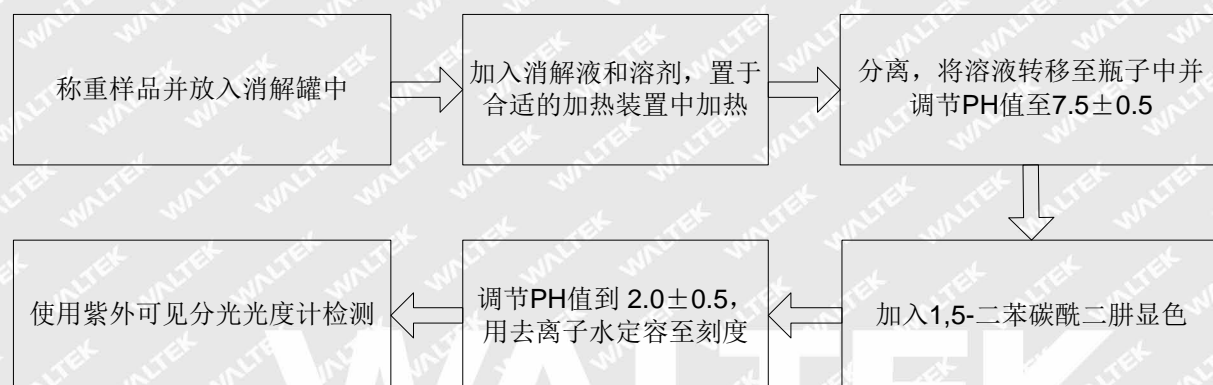 称重样品并放入消解罐中
加入消解液和溶剂，置于
合适的加热装置中加热
分离，将溶液转移至瓶子中并
调节PH值至7.5±0.5
加入1,5-二苯碳酰二肼显色
调节PH值到 2.0±0.5，
用去离子水定容至刻度
使用紫外可见分光光度计检测
WALTEK